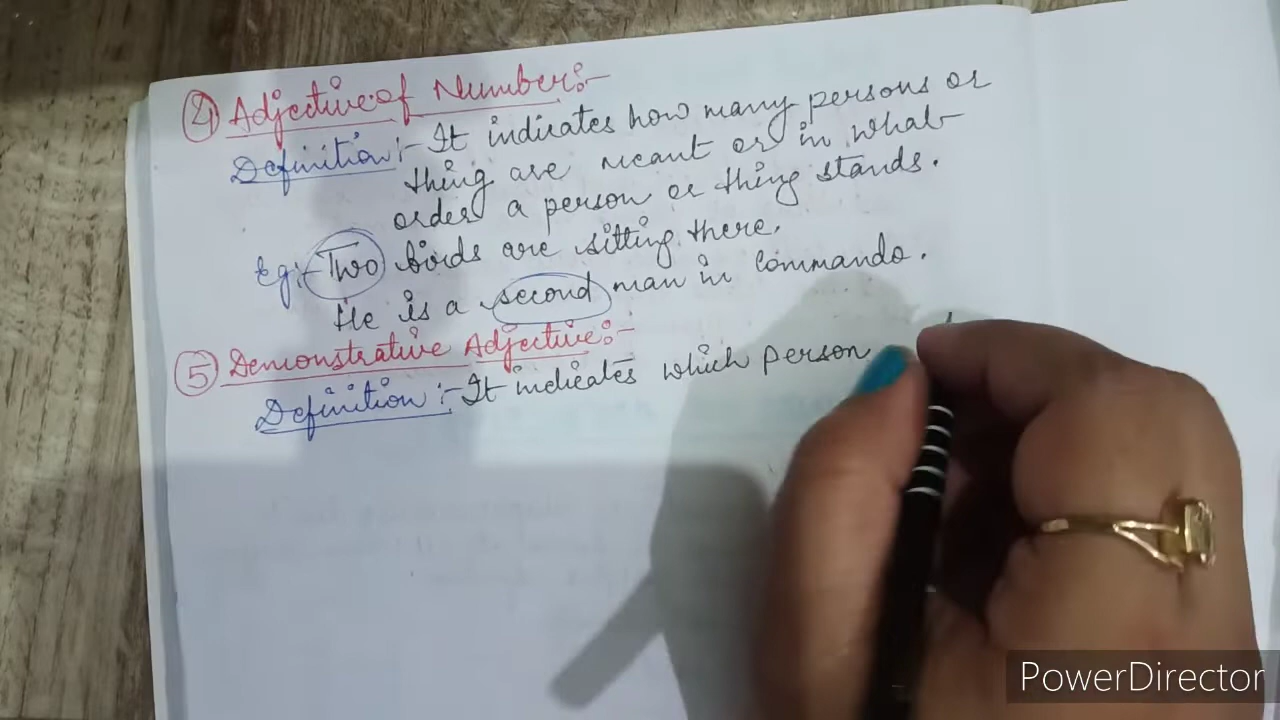 4 Adjective of Number:-
Definition:- It indicates how many persons or
thing are meant or in what
order a person or thing stands.
Eg:- Two birds are sitting there.
He is a second man in commando.
5 Demonstrative Adjective:-
Definition:- It indicates which person
PowerDirector